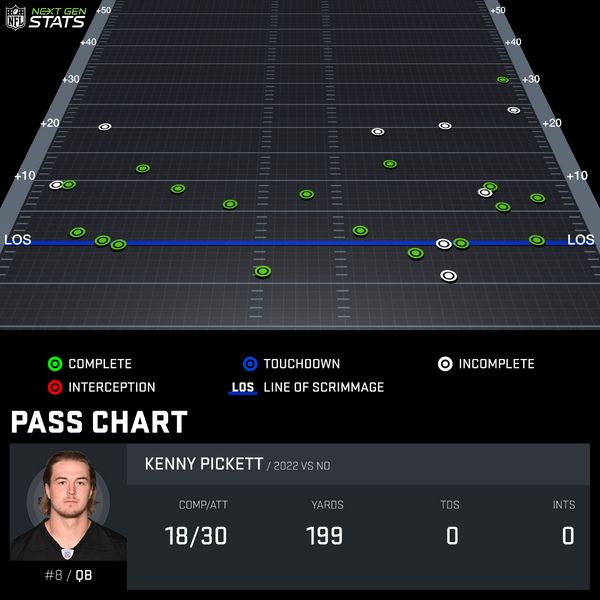 NFL NEXT GEN
STATS
+50 +50
+40 +40
+30 +30
+20 +20
+10 +10
LOS LOS
COMPLETE TOUCHDOWN INCOMPLETE
INTERCEPTION LOS LINE OF SCRIMMAGE
PASS CHART
KENNY PICKETT / 2022 VS NO
COMP/ATT YARDS TDS INTS
18/30 199 0 0
#8 / QB